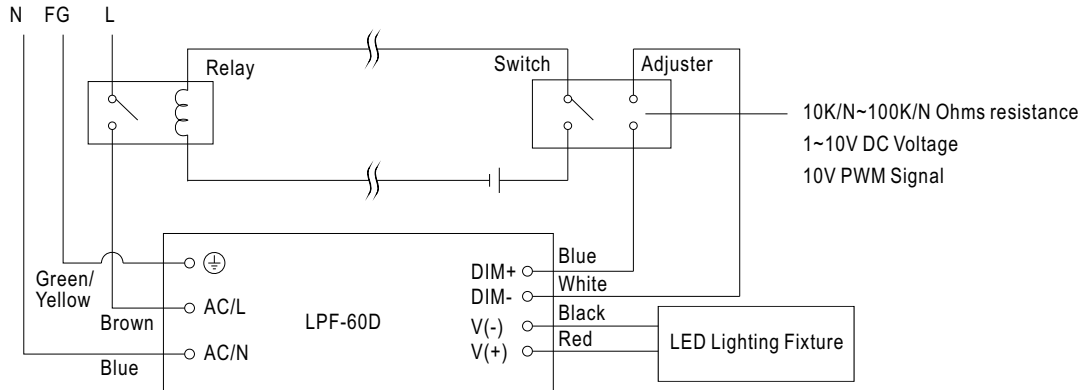 N FG L
Relay
Switch
Adjuster
10K/N~100K/N Ohms resistance
1~10V DC Voltage
10V PWM Signal
Green/
Yellow
Brown
Blue
AC/L
AC/N
LPF-60D
DIM+
DIM-
V(-)
V(+)
Blue
White
Black
Red
LED Lighting Fixture